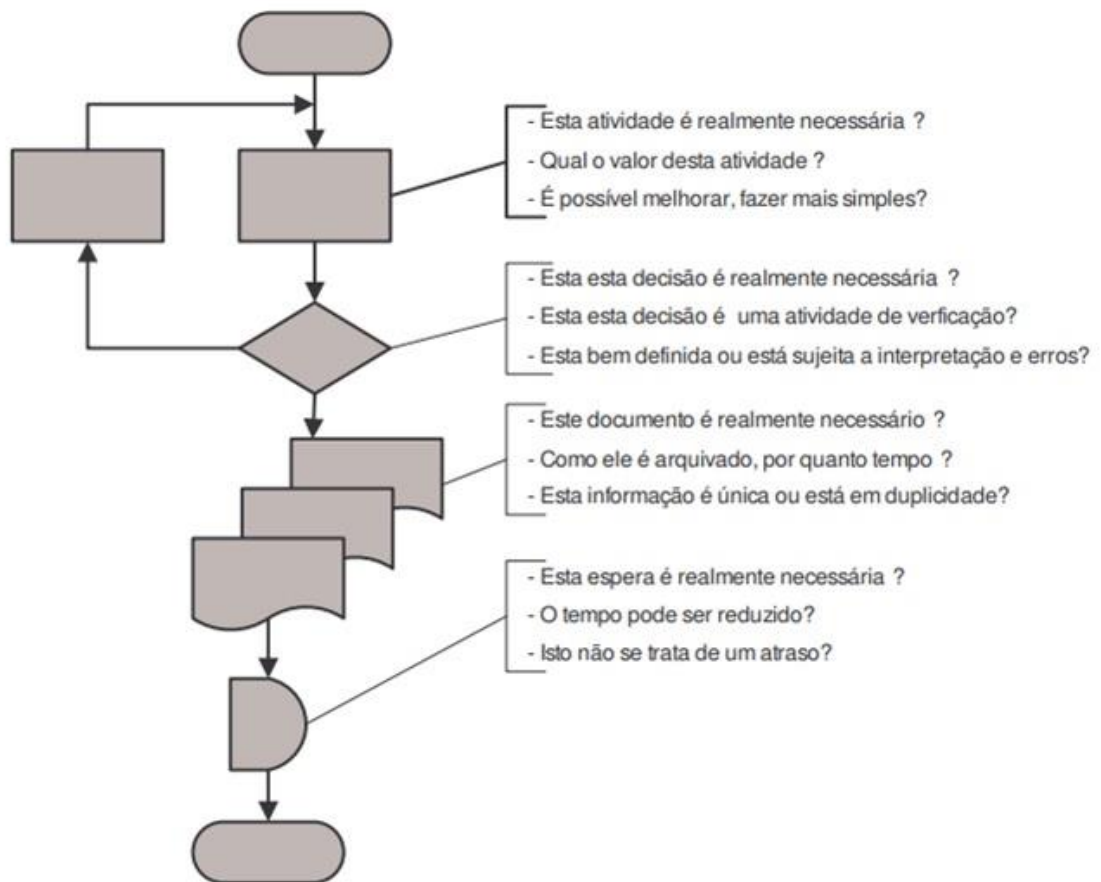 - Esta atividade é realmente necessária ?
- Qual o valor desta atividade ?
- É possível melhorar, fazer mais simples?
- Esta esta decisão é realmente necessária ?
- Esta esta decisão é uma atividade de verficação?
- Esta bem definida ou está sujeita a interpretação e erros?
- Este documento é realmente necessário ?
- Como ele é arquivado, por quanto tempo ?
- Esta informação é única ou está em duplicidade?
- Esta espera é realmente necessária ?
- O tempo pode ser reduzido?
- Isto não se trata de um atraso?